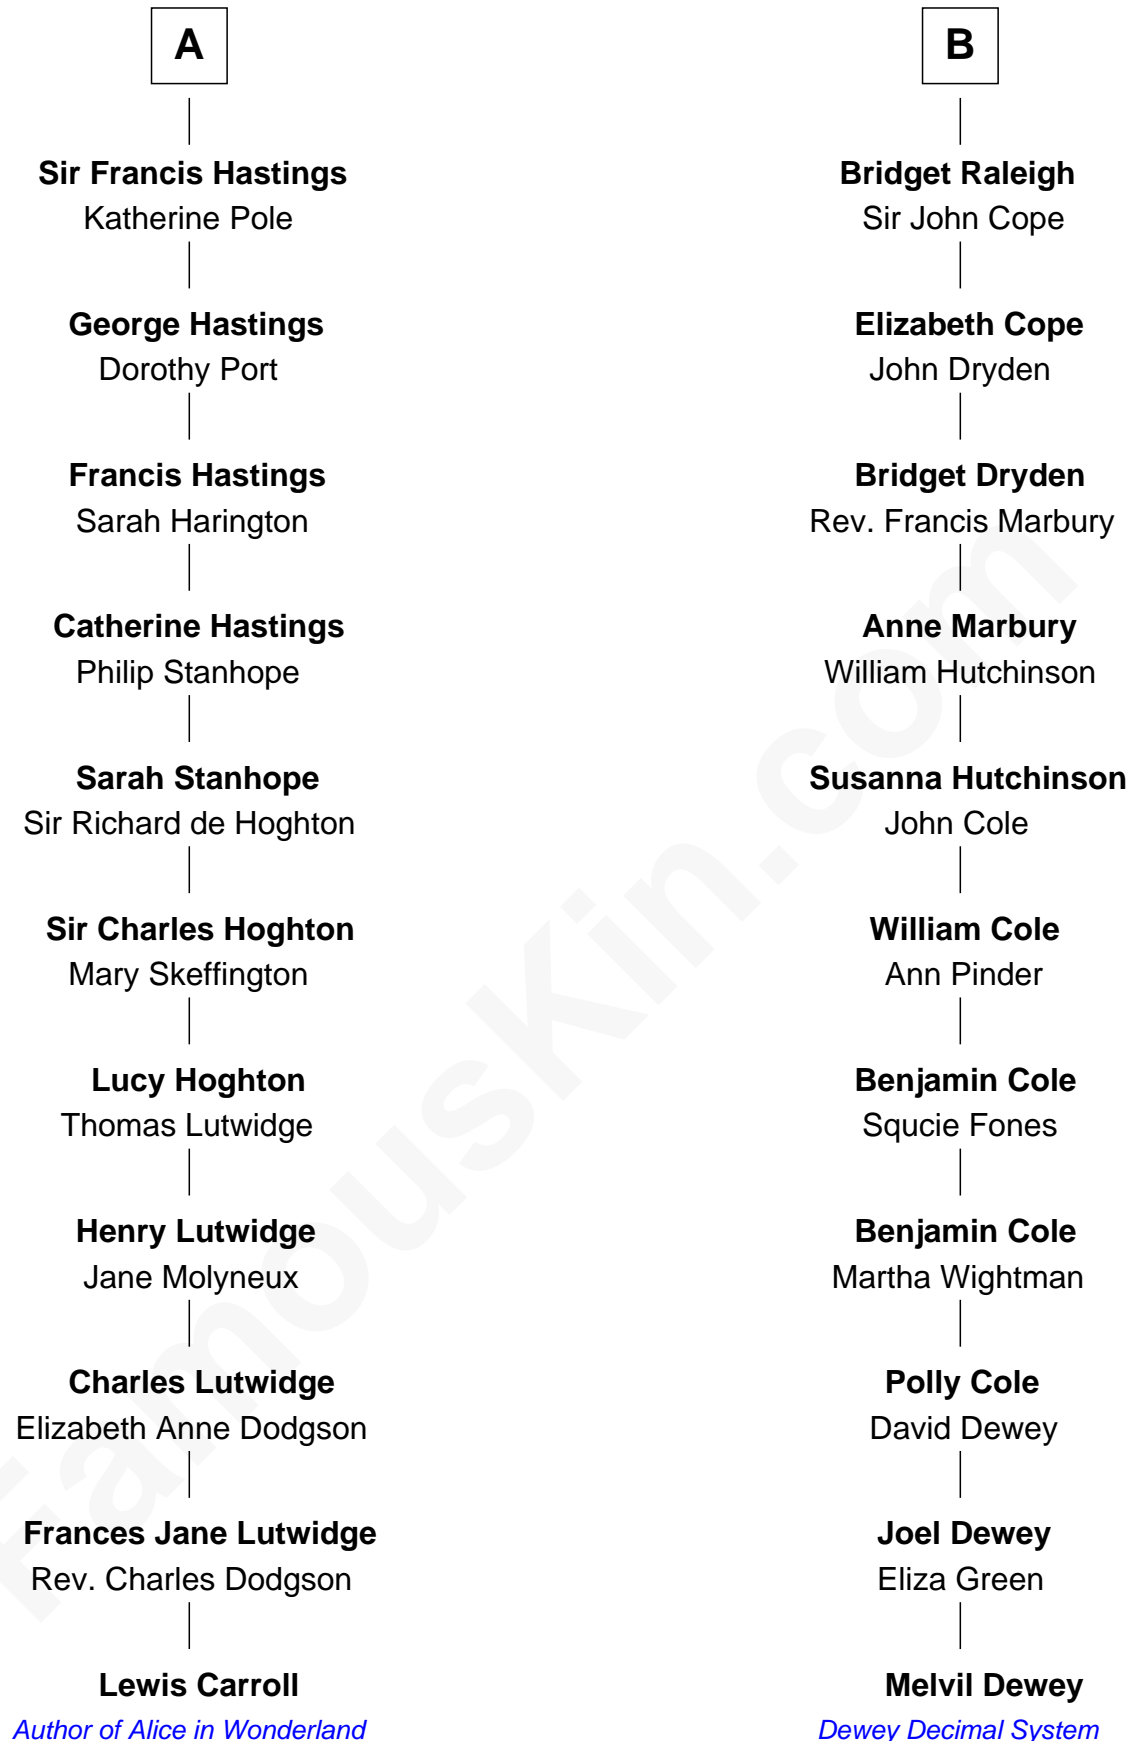 A
Sir Francis Hastings
Katherine Pole
George Hastings
Dorothy Port
Francis Hastings
Sarah Harington
Catherine Hastings
Philip Stanhope
Sarah Stanhope
Sir Richard de Hoghton
Sir Charles Hoghton
Mary Skeffington
Lucy Hoghton
Thomas Lutwidge
Henry Lutwidge
Jane Molyneux
Charles Lutwidge
Elizabeth Anne Dodgson
Frances Jane Lutwidge
Rev. Charles Dodgson
Lewis Carroll
Author of Alice in Wonderland
B
Bridget Raleigh
Sir John Cope
Elizabeth Cope
John Dryden
Bridget Dryden
Rev. Francis Marbury
Anne Marbury
William Hutchinson
Susanna Hutchinson
John Cole
William Cole
Ann Pinder
Benjamin Cole
Squcie Fones
Benjamin Cole
Martha Wightman
Polly Cole
David Dewey
Joel Dewey
Eliza Green
Melvil Dewey
Dewey Decimal System
FamousKin.com